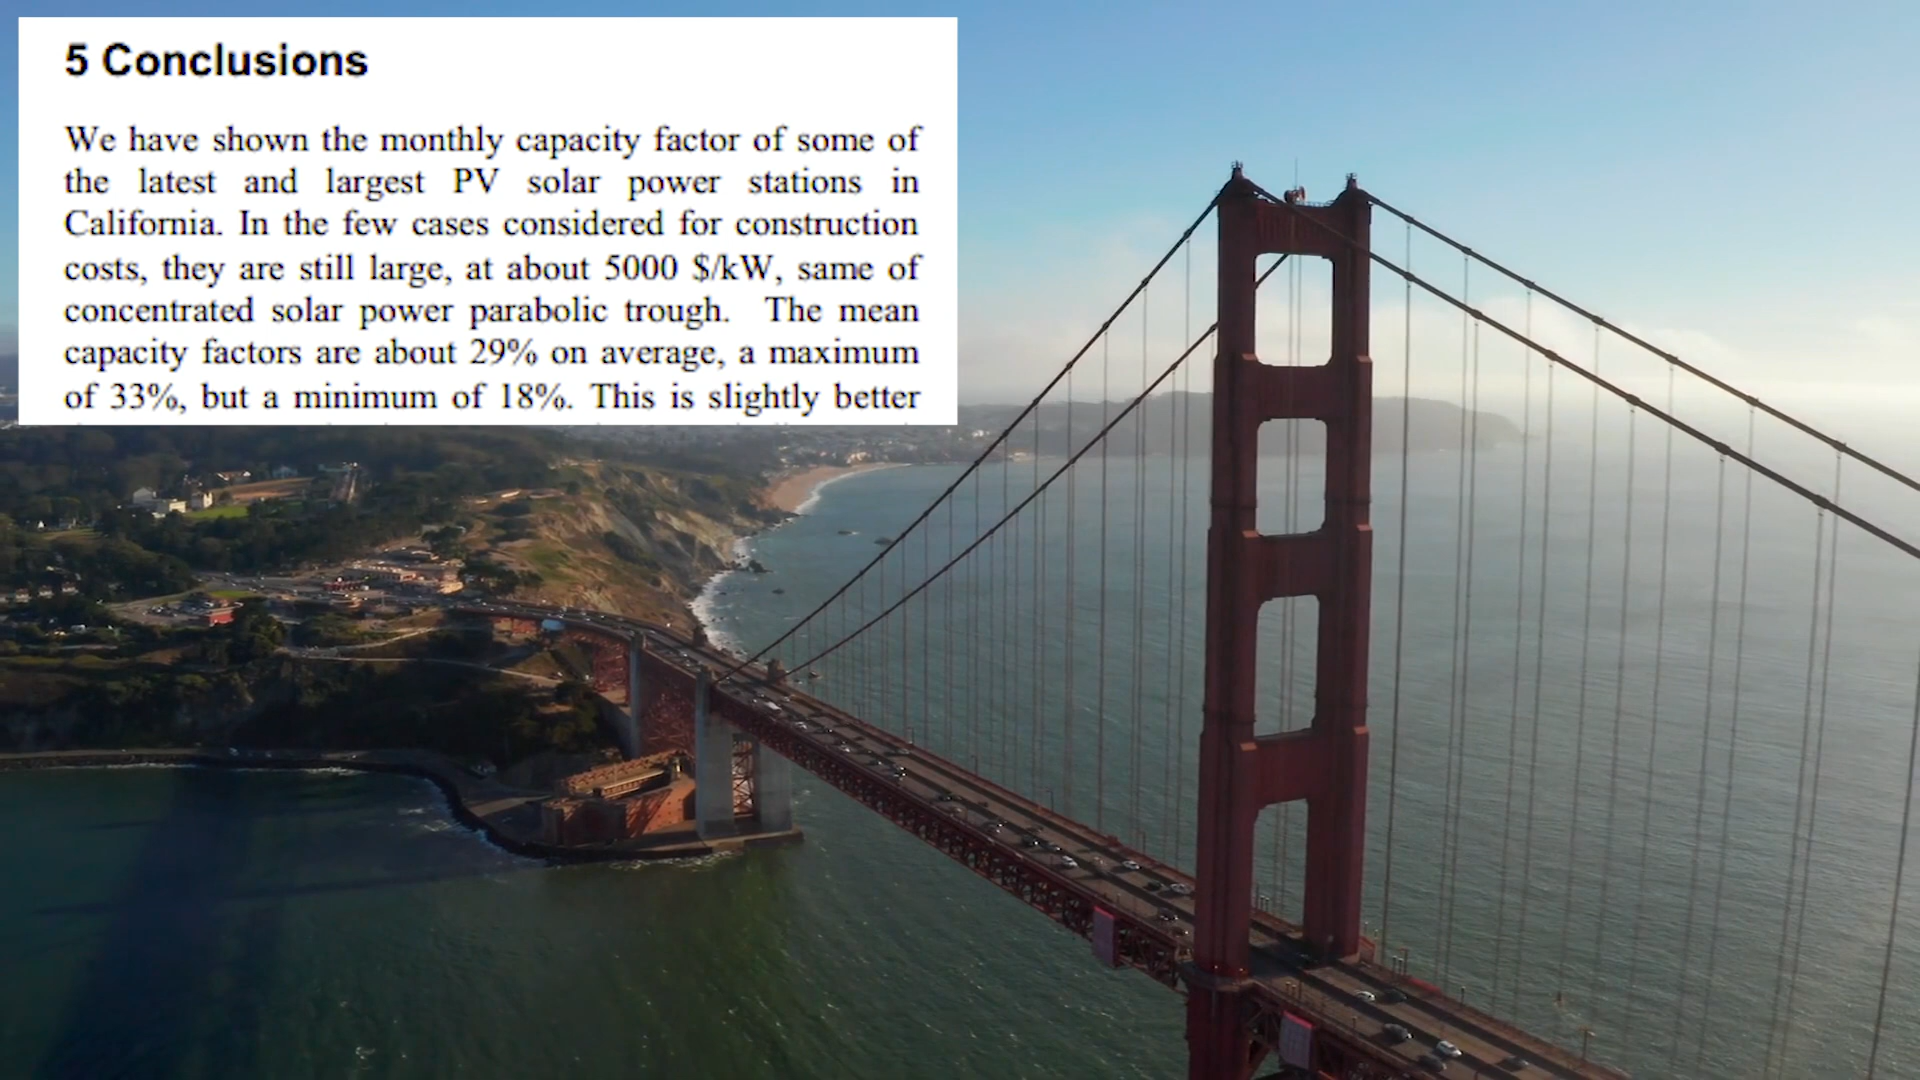 5 Conclusions
We have shown the monthly capacity factor of some of
the latest and largest PV solar power stations in
California. In the few cases considered for construction
costs, they are still large, at about 5000 $/kW, same of
concentrated solar power parabolic trough. The mean
capacity factors are about 29% on average, a maximum
of 33%, but a minimum of 18%. This is slightly better